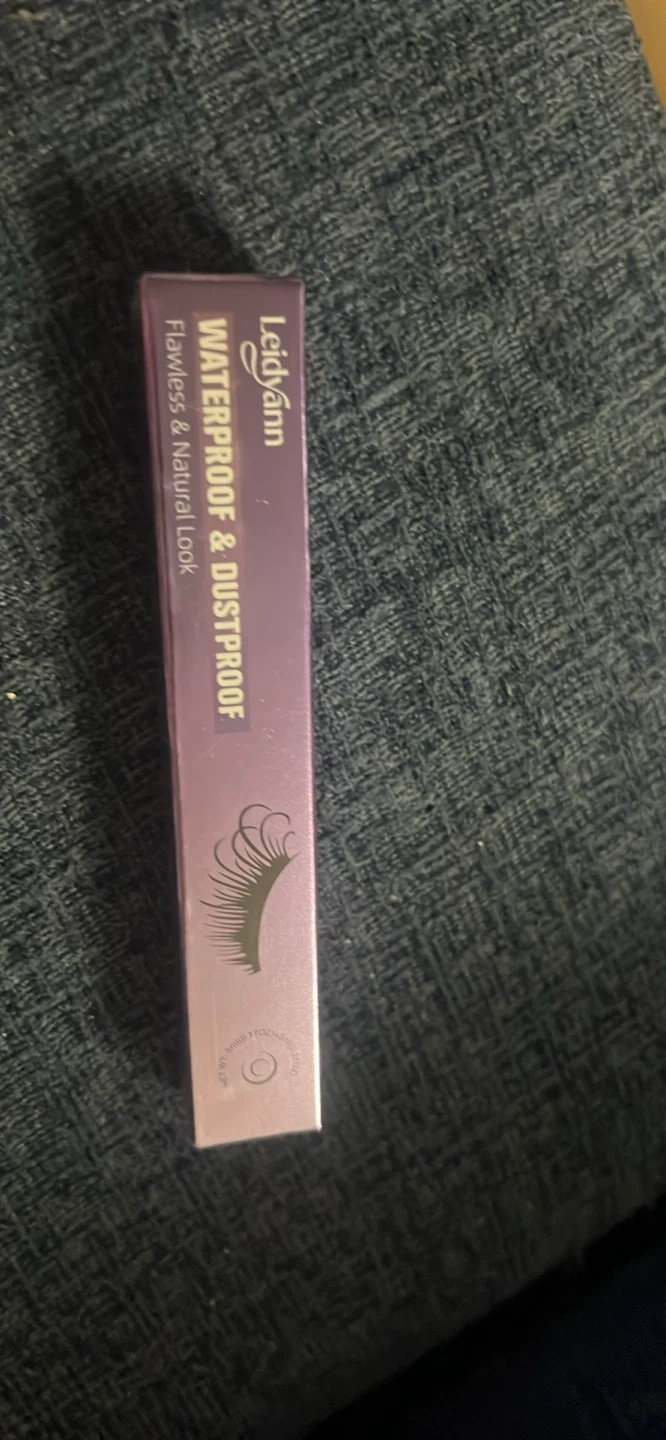 Leidyann
WATERPROOF & DUSTPROOF
Flawless & Natural Look